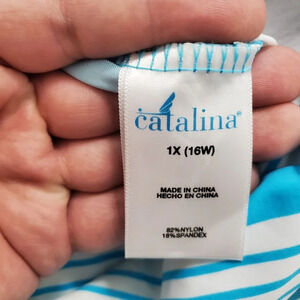 catalina®
1X (16W)
MADE IN CHINA
HECHO EN CHINA
82%NYLON
18%SPANDEX